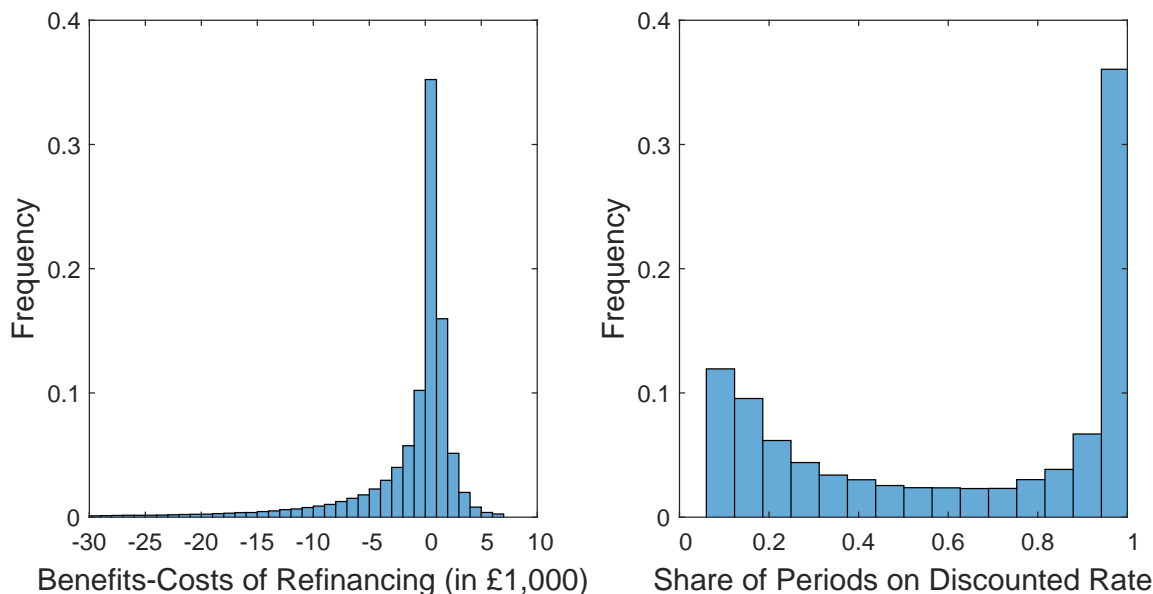 0.4
0.3
0.2
0.1
0
Frequency
-30 -25 -20 -15 -10 -5 0 5 10
Benefits-Costs of Refinancing (in £1,000)
0.4
0.3
0.2
0.1
0
Frequency
0 0.2 0.4 0.6 0.8 1
Share of Periods on Discounted Rate